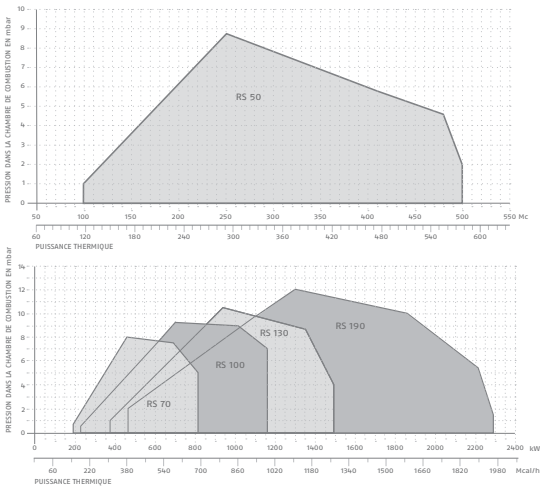 PRESSION DANS LA CHAMBRE DE COMBUSTION EN mbar
10
9
8
7
6
5
4
3
2
1
0
RS 50
50 100 150 200 250 300 350 400 450 500 550 Mc
60 120 180 240 300 360 420 480 540 600
PUISSANCE THERMIQUE
PRESSION DANS LA CHAMBRE DE COMBUSTION EN mbar
14
12
10
8
6
4
2
0
RS 190
RS 130
RS 100
RS 70
0 200 400 600 800 1000 1200 1400 1600 1800 2000 2200 2400 kW
60 220 380 540 700 860 1020 1180 1340 1500 1660 1820 1980 Mcal/h
PUISSANCE THERMIQUE